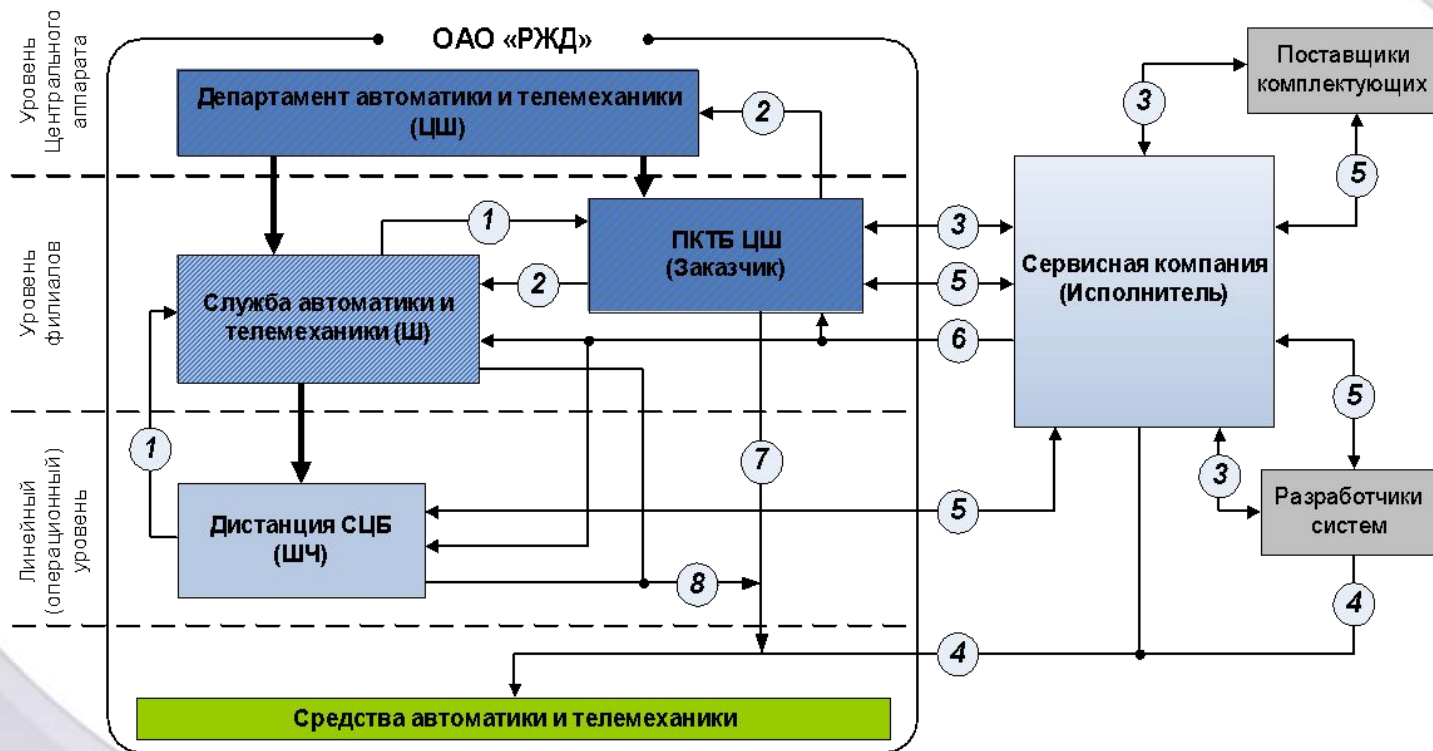 ОАО «РЖД»
Уровень
Центрального
аппарата
Департамент автоматики и телемеханики
(ЦШ)
2
3
Поставщики
комплектующих
5
Уровень
филиалов
1
ПКТБ ЦШ
(Заказчик)
3
Сервисная компания
(Исполнитель)
2
5
Служба автоматики и
телемеханики (Ш)
6
5
Линейный
(операционный)
уровень
1
7
3
Дистанция СЦБ
(ШЧ)
5
Разработчики
систем
8
4
4
Средства автоматики и телемеханики